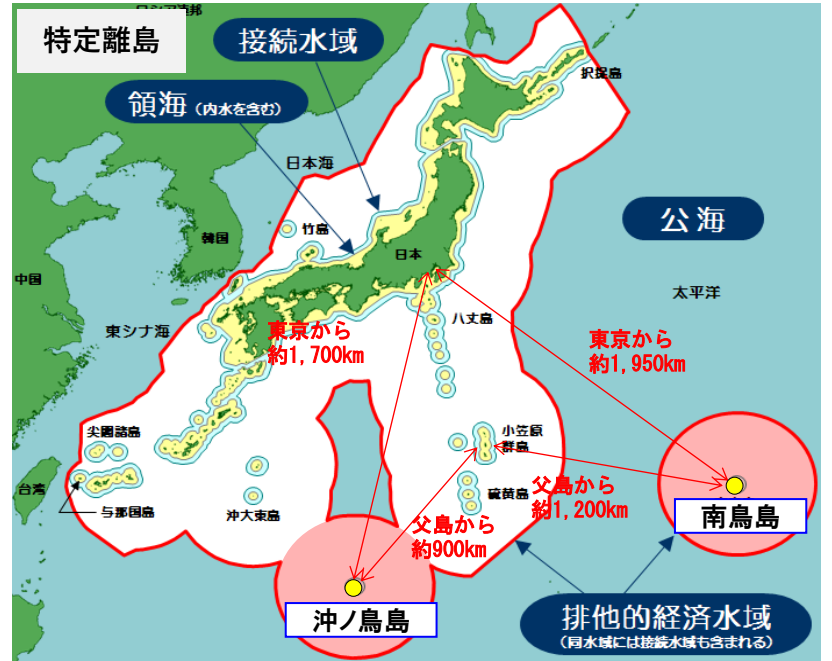 特定離島
接続水域
領海(内水を含む)
択捉島
日本海
公海
竹島
韓国
日本
中国
太平洋
東シナ海
八丈島
東京から
約1,700km
東京から
約1,950km
尖閣諸島
小笠原
群島
台湾
与那国島
沖大東島
硫黄島
父島から
約1,200km
南鳥島
父島から
約900km
沖ノ鳥島
排他的経済水域
(同水域には接続水域も含まれる)